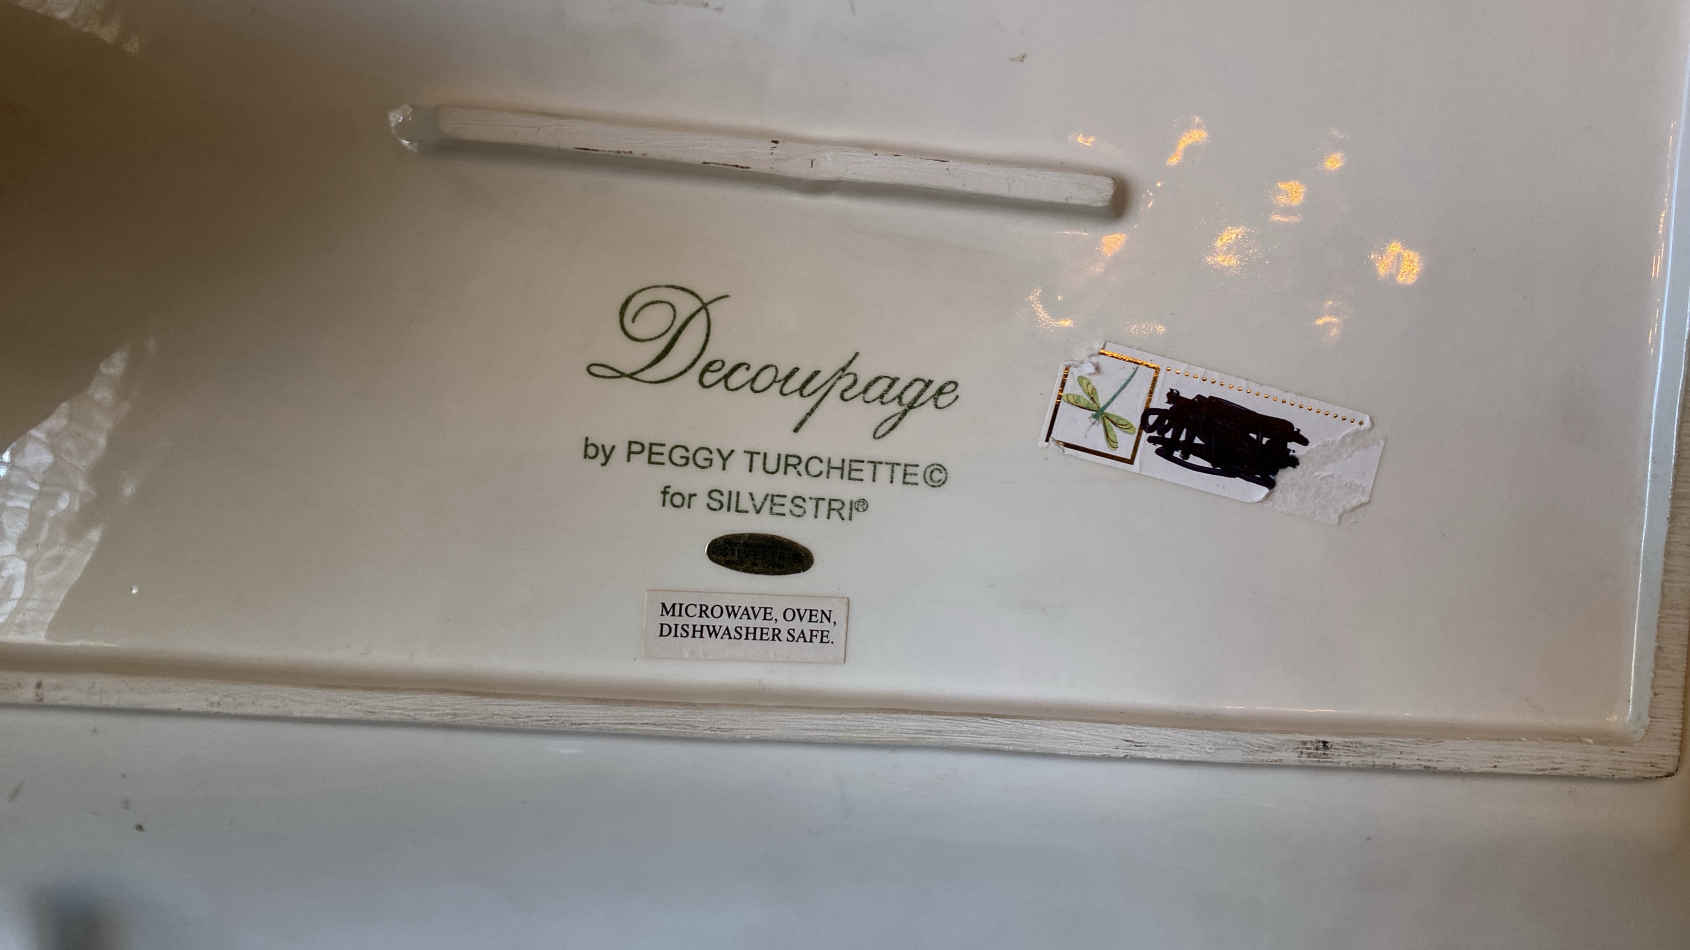 Decoupage
by PEGGY TURCHETTE©
for SILVESTRI®
MICROWAVE, OVEN,
DISHWASHER SAFE.